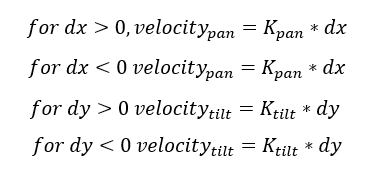 for dx > 0, velocity_pan = K_pan * dx
for dx < 0 velocity_pan = K_pan * dx
for dy > 0 velocity_tilt = K_tilt * dy
for dy < 0 velocity_tilt = K_tilt * dy